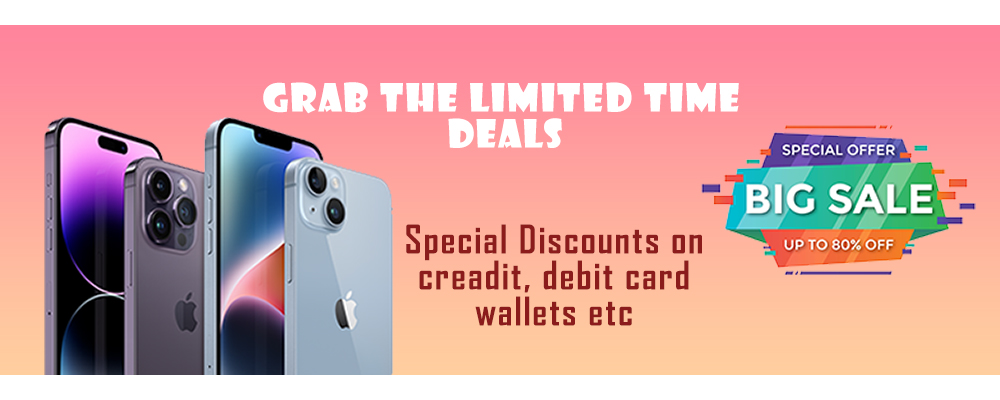 GRAB THE LIMITED TIME
DEALS
SPECIAL OFFER
BIG SALE
UP TO 80% OFF
Special Discounts on
creadit, debit card
wallets etc